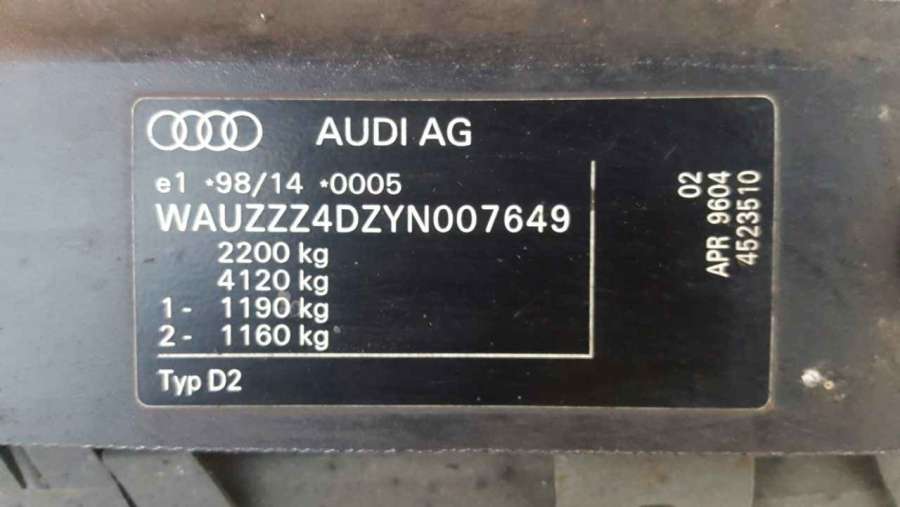 AUDI AG
e1 *98/14 *0005
WAUZZZ4DZYN007649
2200 kg
4120 kg
1- 1190 kg
2- 1160 kg
Typ D2
02
APR 9604
4523510